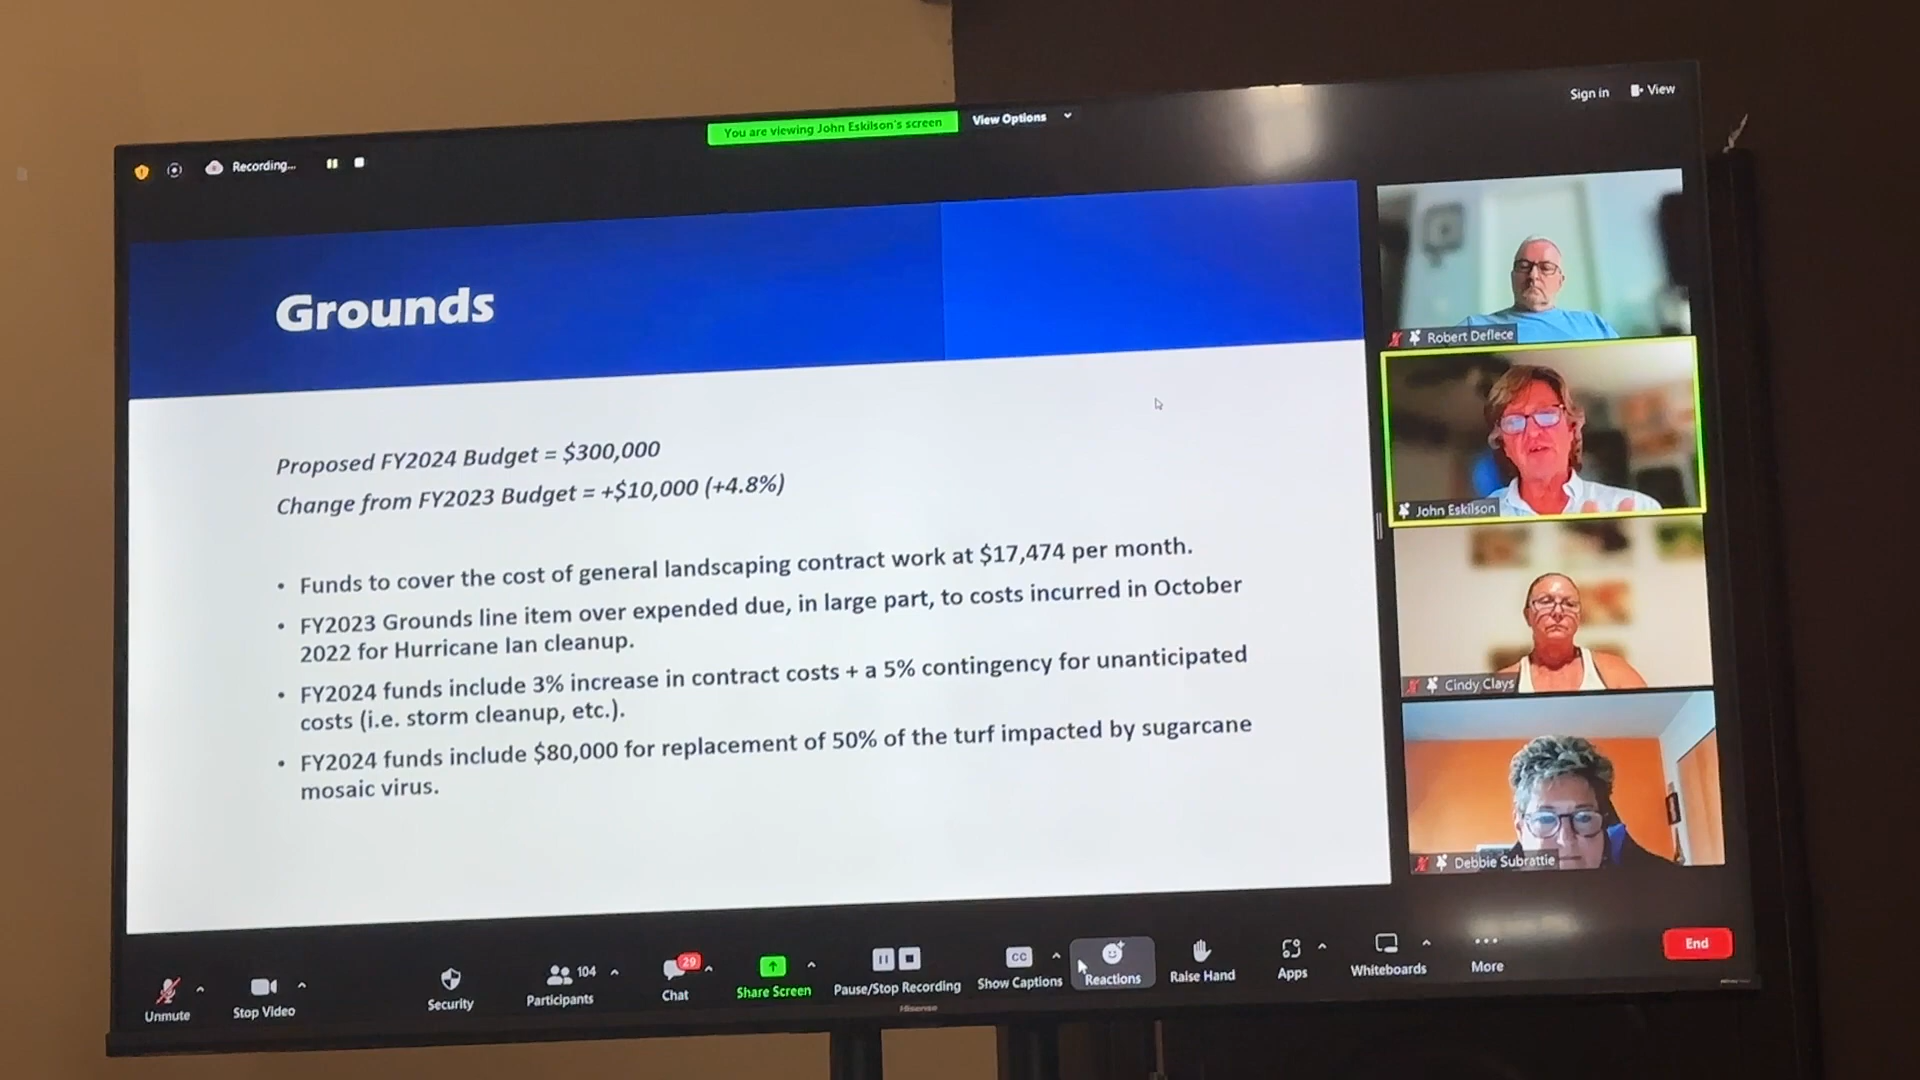 Sign in
View
You are viewing John Eskilson's screen
View Options
Recording...
Grounds
Proposed FY2024 Budget = $300,000
Change from FY2023 Budget = +$10,000 (+4.8%)
• Funds to cover the cost of general landscaping contract work at $17,474 per month.
• FY2023 Grounds line item over expended due, in large part, to costs incurred in October
2022 for Hurricane Ian cleanup.
• FY2024 funds include 3% increase in contract costs + a 5% contingency for unanticipated
costs (i.e. storm cleanup, etc.).
• FY2024 funds include $80,000 for replacement of 50% of the turf impacted by sugarcane
mosaic virus.
Robert Deflece
John Eskilson
Cindy Clays
Debbie Subrattie
Unmute
Stop Video
Security
104
Participants
29
Chat
Share Screen
Pause/Stop Recording
CC
Show Captions
Reactions
Raise Hand
Apps
Whiteboards
More
End
Hisense